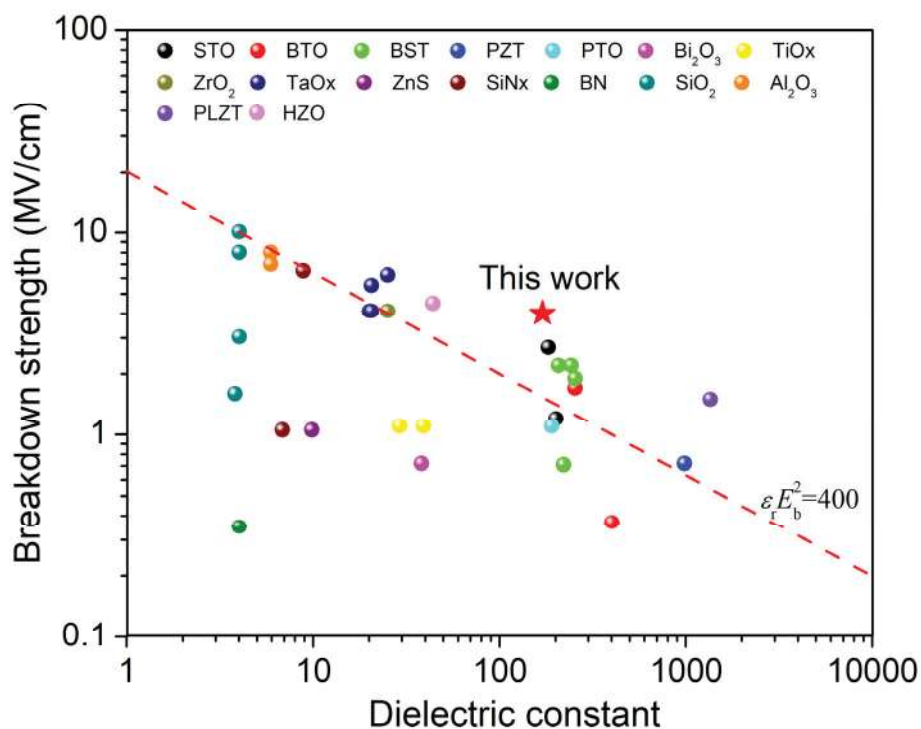 100
STO BTO BST PZT PTO Bi₂O₃ TiOx
ZrO₂ TaOx ZnS SiNx BN SiO₂ Al₂O₃
PLZT HZO
10
This work
1
εᵣE_b²=400
0.1
1 10 100 1000 10000
Dielectric constant
Breakdown strength (MV/cm)